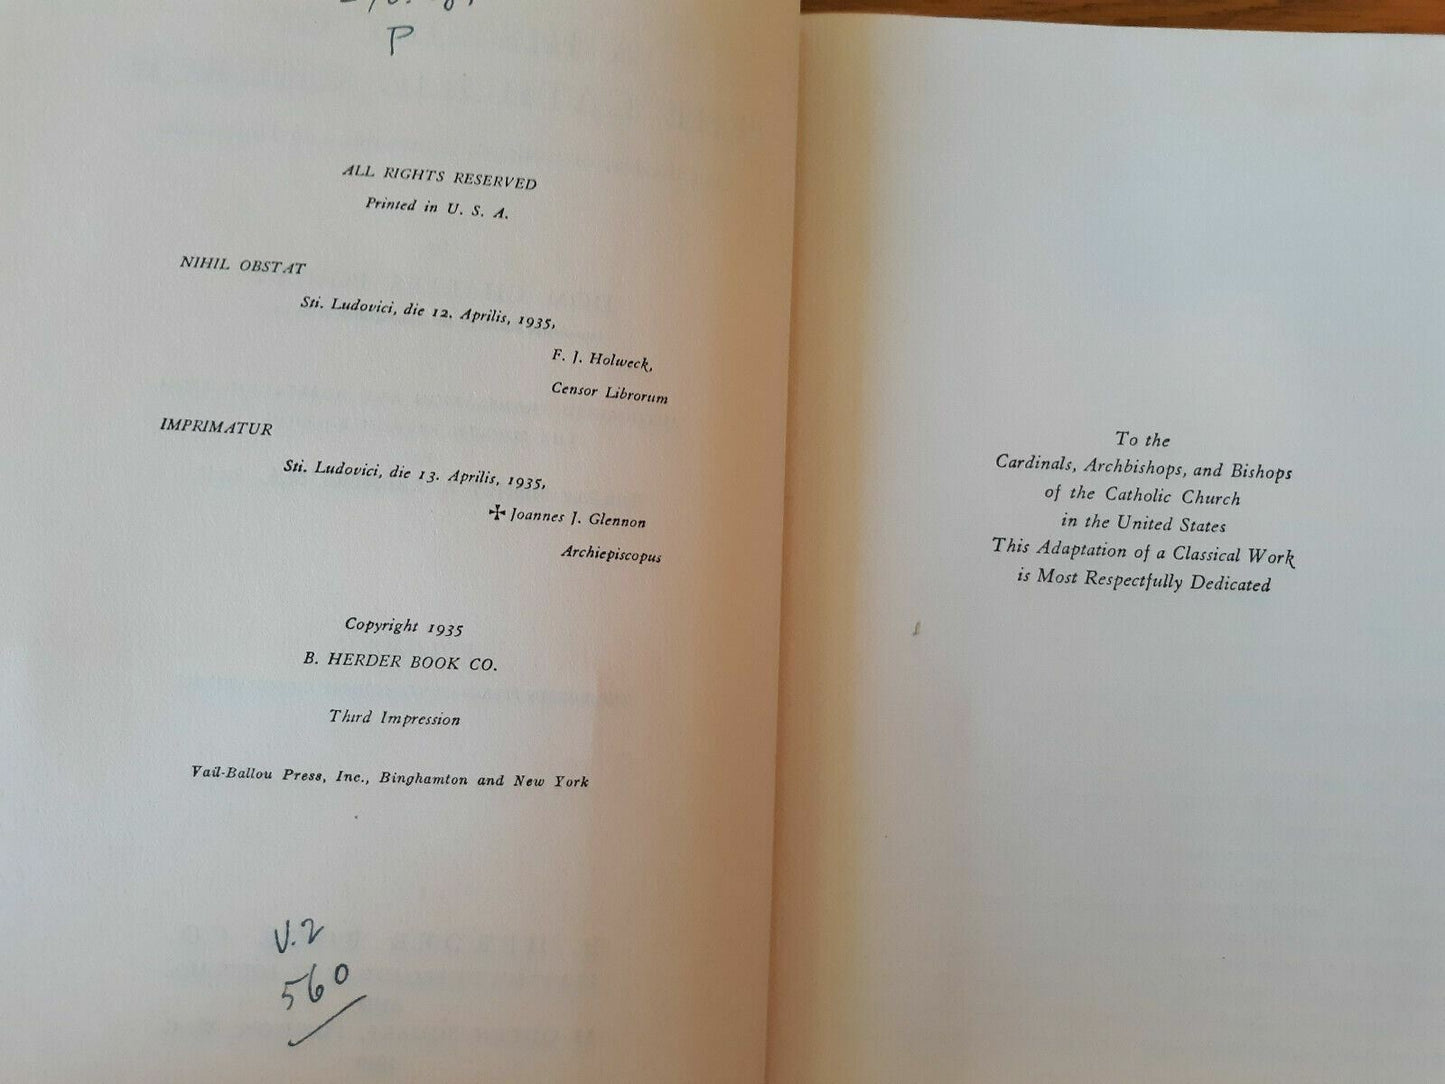 P
ALL RIGHTS RESERVED
Printed in U. S. A.
NIHIL OBSTAT
Sti. Ludovici, die 12. Aprilis, 1935,
F. J. Holweck,
Censor Librorum
IMPRIMATUR
Sti. Ludovici, die 13. Aprilis, 1935,
✠ Joannes J. Glennon
Archiepiscopus
Copyright 1935
B. HERDER BOOK CO.
Third Impression
Vail-Ballou Press, Inc., Binghamton and New York
V.2
560
To the
Cardinals, Archbishops, and Bishops
of the Catholic Church
in the United States
This Adaptation of a Classical Work
is Most Respectfully Dedicated